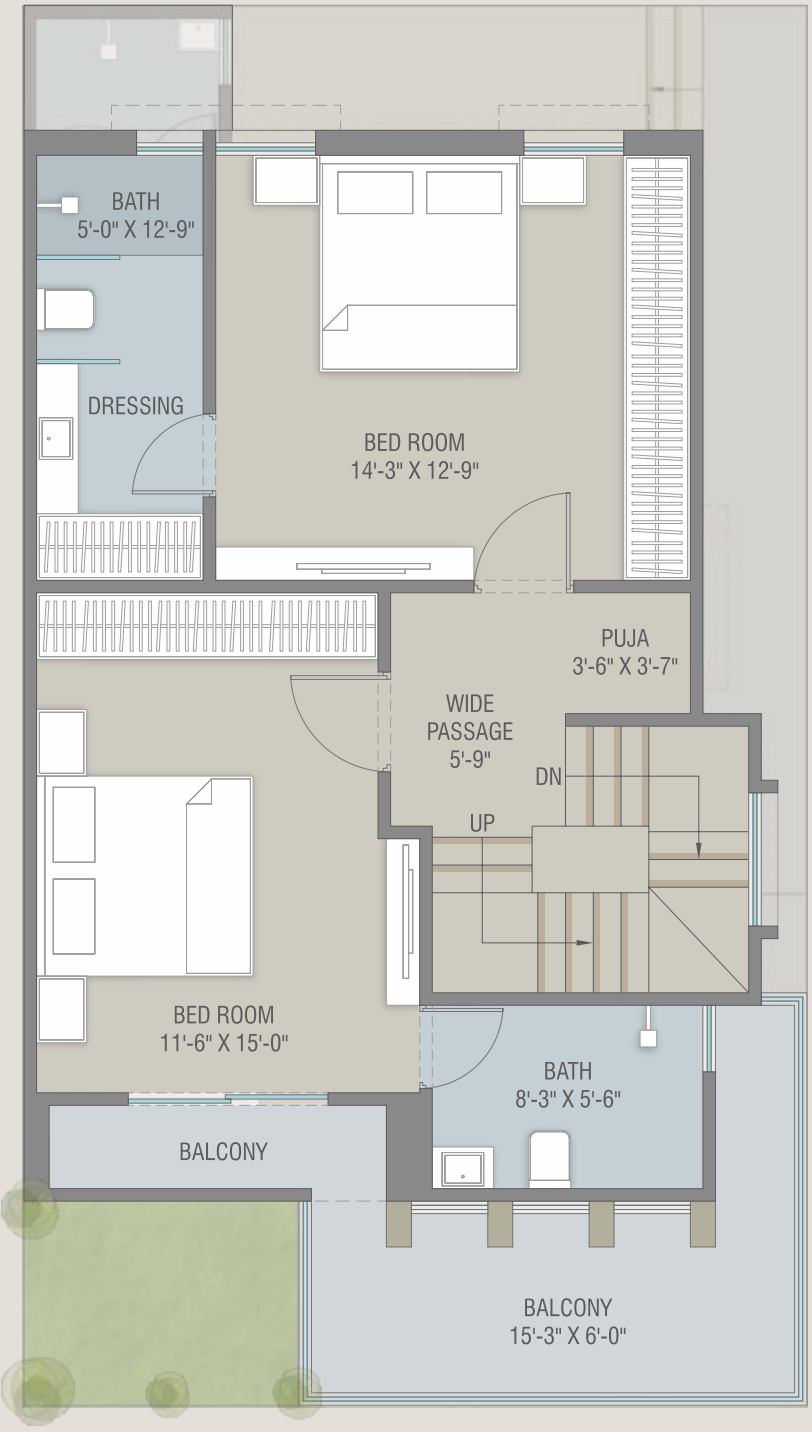 BATH
5'-0" X 12'-9"
DRESSING
BED ROOM
14'-3" X 12'-9"
PUJA
3'-6" X 3'-7"
WIDE
PASSAGE
5'-9"
DN
UP
BED ROOM
11'-6" X 15'-0"
BATH
8'-3" X 5'-6"
BALCONY
BALCONY
15'-3" X 6'-0"